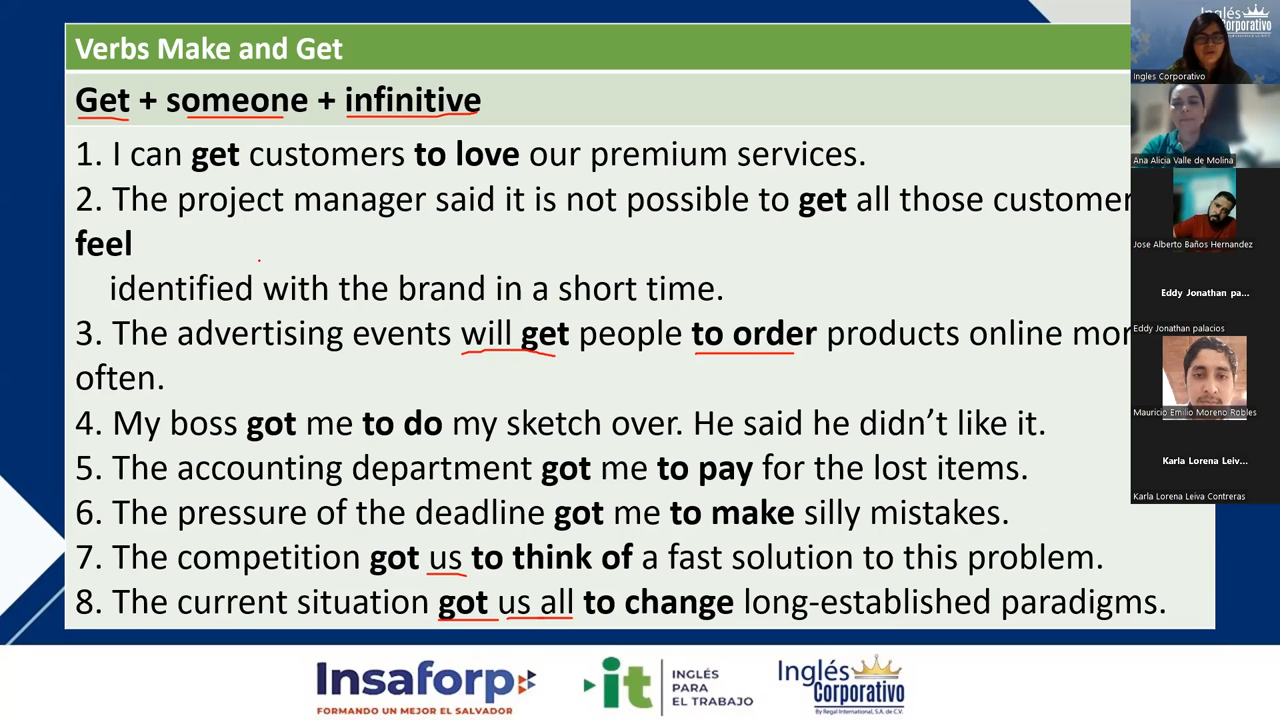 Verbs Make and Get
Get + someone + infinitive
1. I can get customers to love our premium services.
2. The project manager said it is not possible to get all those customer
feel
identified with the brand in a short time.
3. The advertising events will get people to order products online mor
often.
4. My boss got me to do my sketch over. He said he didn’t like it.
5. The accounting department got me to pay for the lost items.
6. The pressure of the deadline got me to make silly mistakes.
7. The competition got us to think of a fast solution to this problem.
8. The current situation got us all to change long-established paradigms.
Inglés
Corporativo
Ingles Corporativo
Ana Alicia Valle de Molina
Jose Alberto Baños Hernandez
Eddy Jonathan pa...
Eddy Jonathan palacios
Mauricio Emilio Moreno Robles
Karla Lorena Leiv...
Karla Lorena Leiva Contreras
Insaforp
FORMANDO UN MEJOR EL SALVADOR
it
INGLÉS
PARA
EL TRABAJO
Inglés
Corporativo
By Regal International, S.A. de C.V.